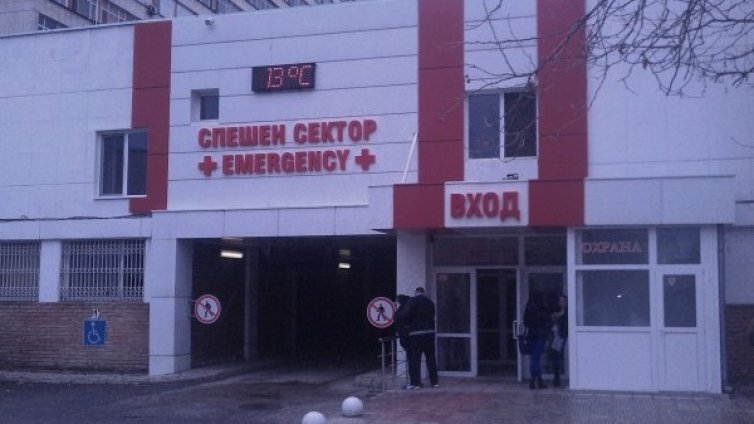 13°C
СПЕШЕН СЕКТОР
EMERGENCY
ВХОД
ОХРАНА